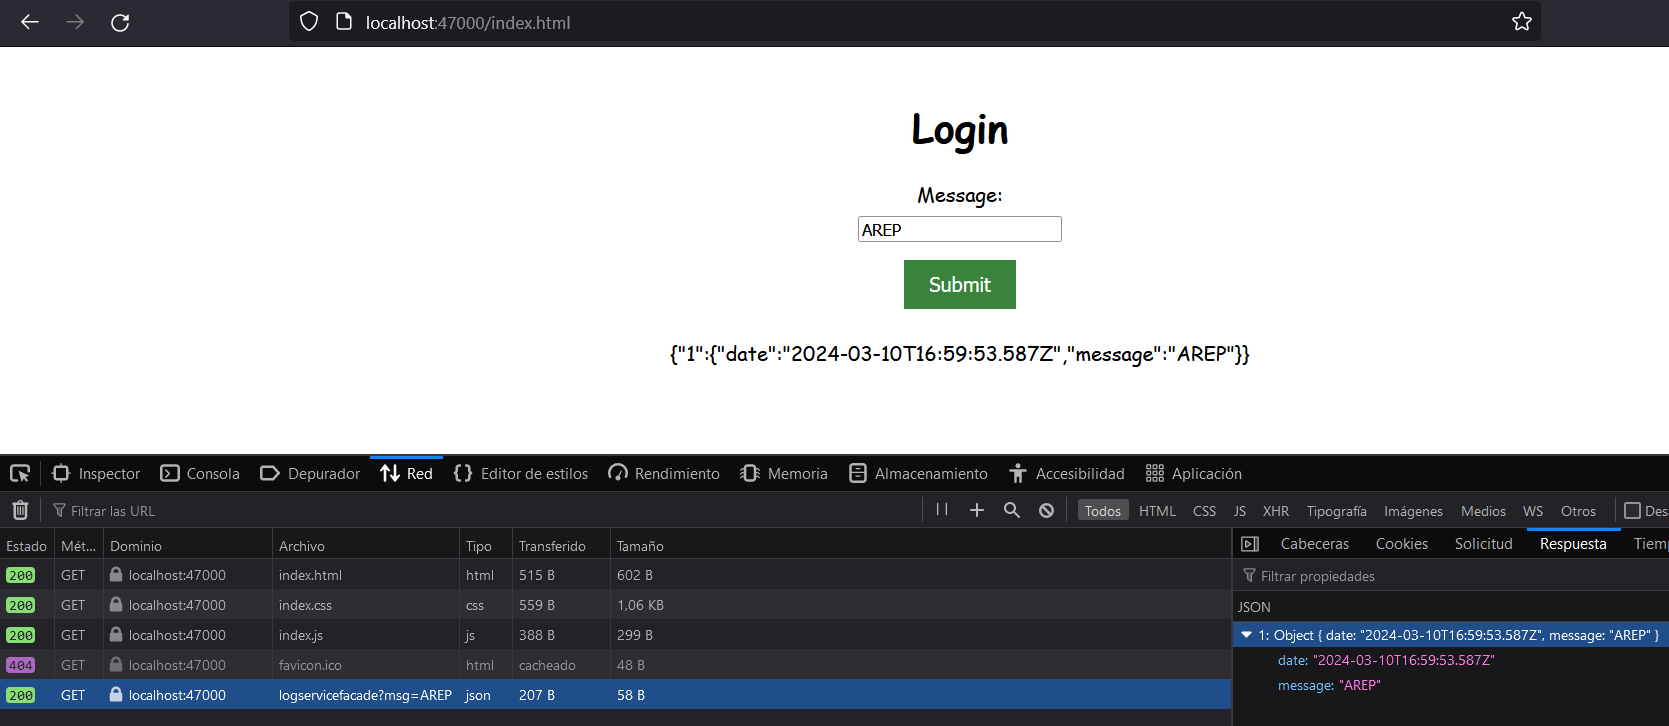 localhost:47000/index.html
Login
Message:
AREP
Submit
{"1":{"date":"2024-03-10T16:59:53.587Z","message":"AREP"}}
Inspector Consola Depurador Red Editor de estilos Rendimiento Memoria Almacenamiento Accesibilidad Aplicación
Filtrar las URL Todos HTML CSS JS XHR Tipografía Imágenes Medios WS Otros Des
Estado Mét... Dominio Archivo Tipo Transferido Tamaño
200 GET localhost:47000 index.html html 515 B 602 B
200 GET localhost:47000 index.css css 559 B 1,06 KB
200 GET localhost:47000 index.js js 388 B 299 B
404 GET localhost:47000 favicon.ico html cacheado 48 B
200 GET localhost:47000 logservicefacade?msg=AREP json 207 B 58 B
Cabeceras Cookies Solicitud Respuesta Tiemp
Filtrar propiedades
JSON
1: Object { date: "2024-03-10T16:59:53.587Z", message: "AREP" }
date: "2024-03-10T16:59:53.587Z"
message: "AREP"